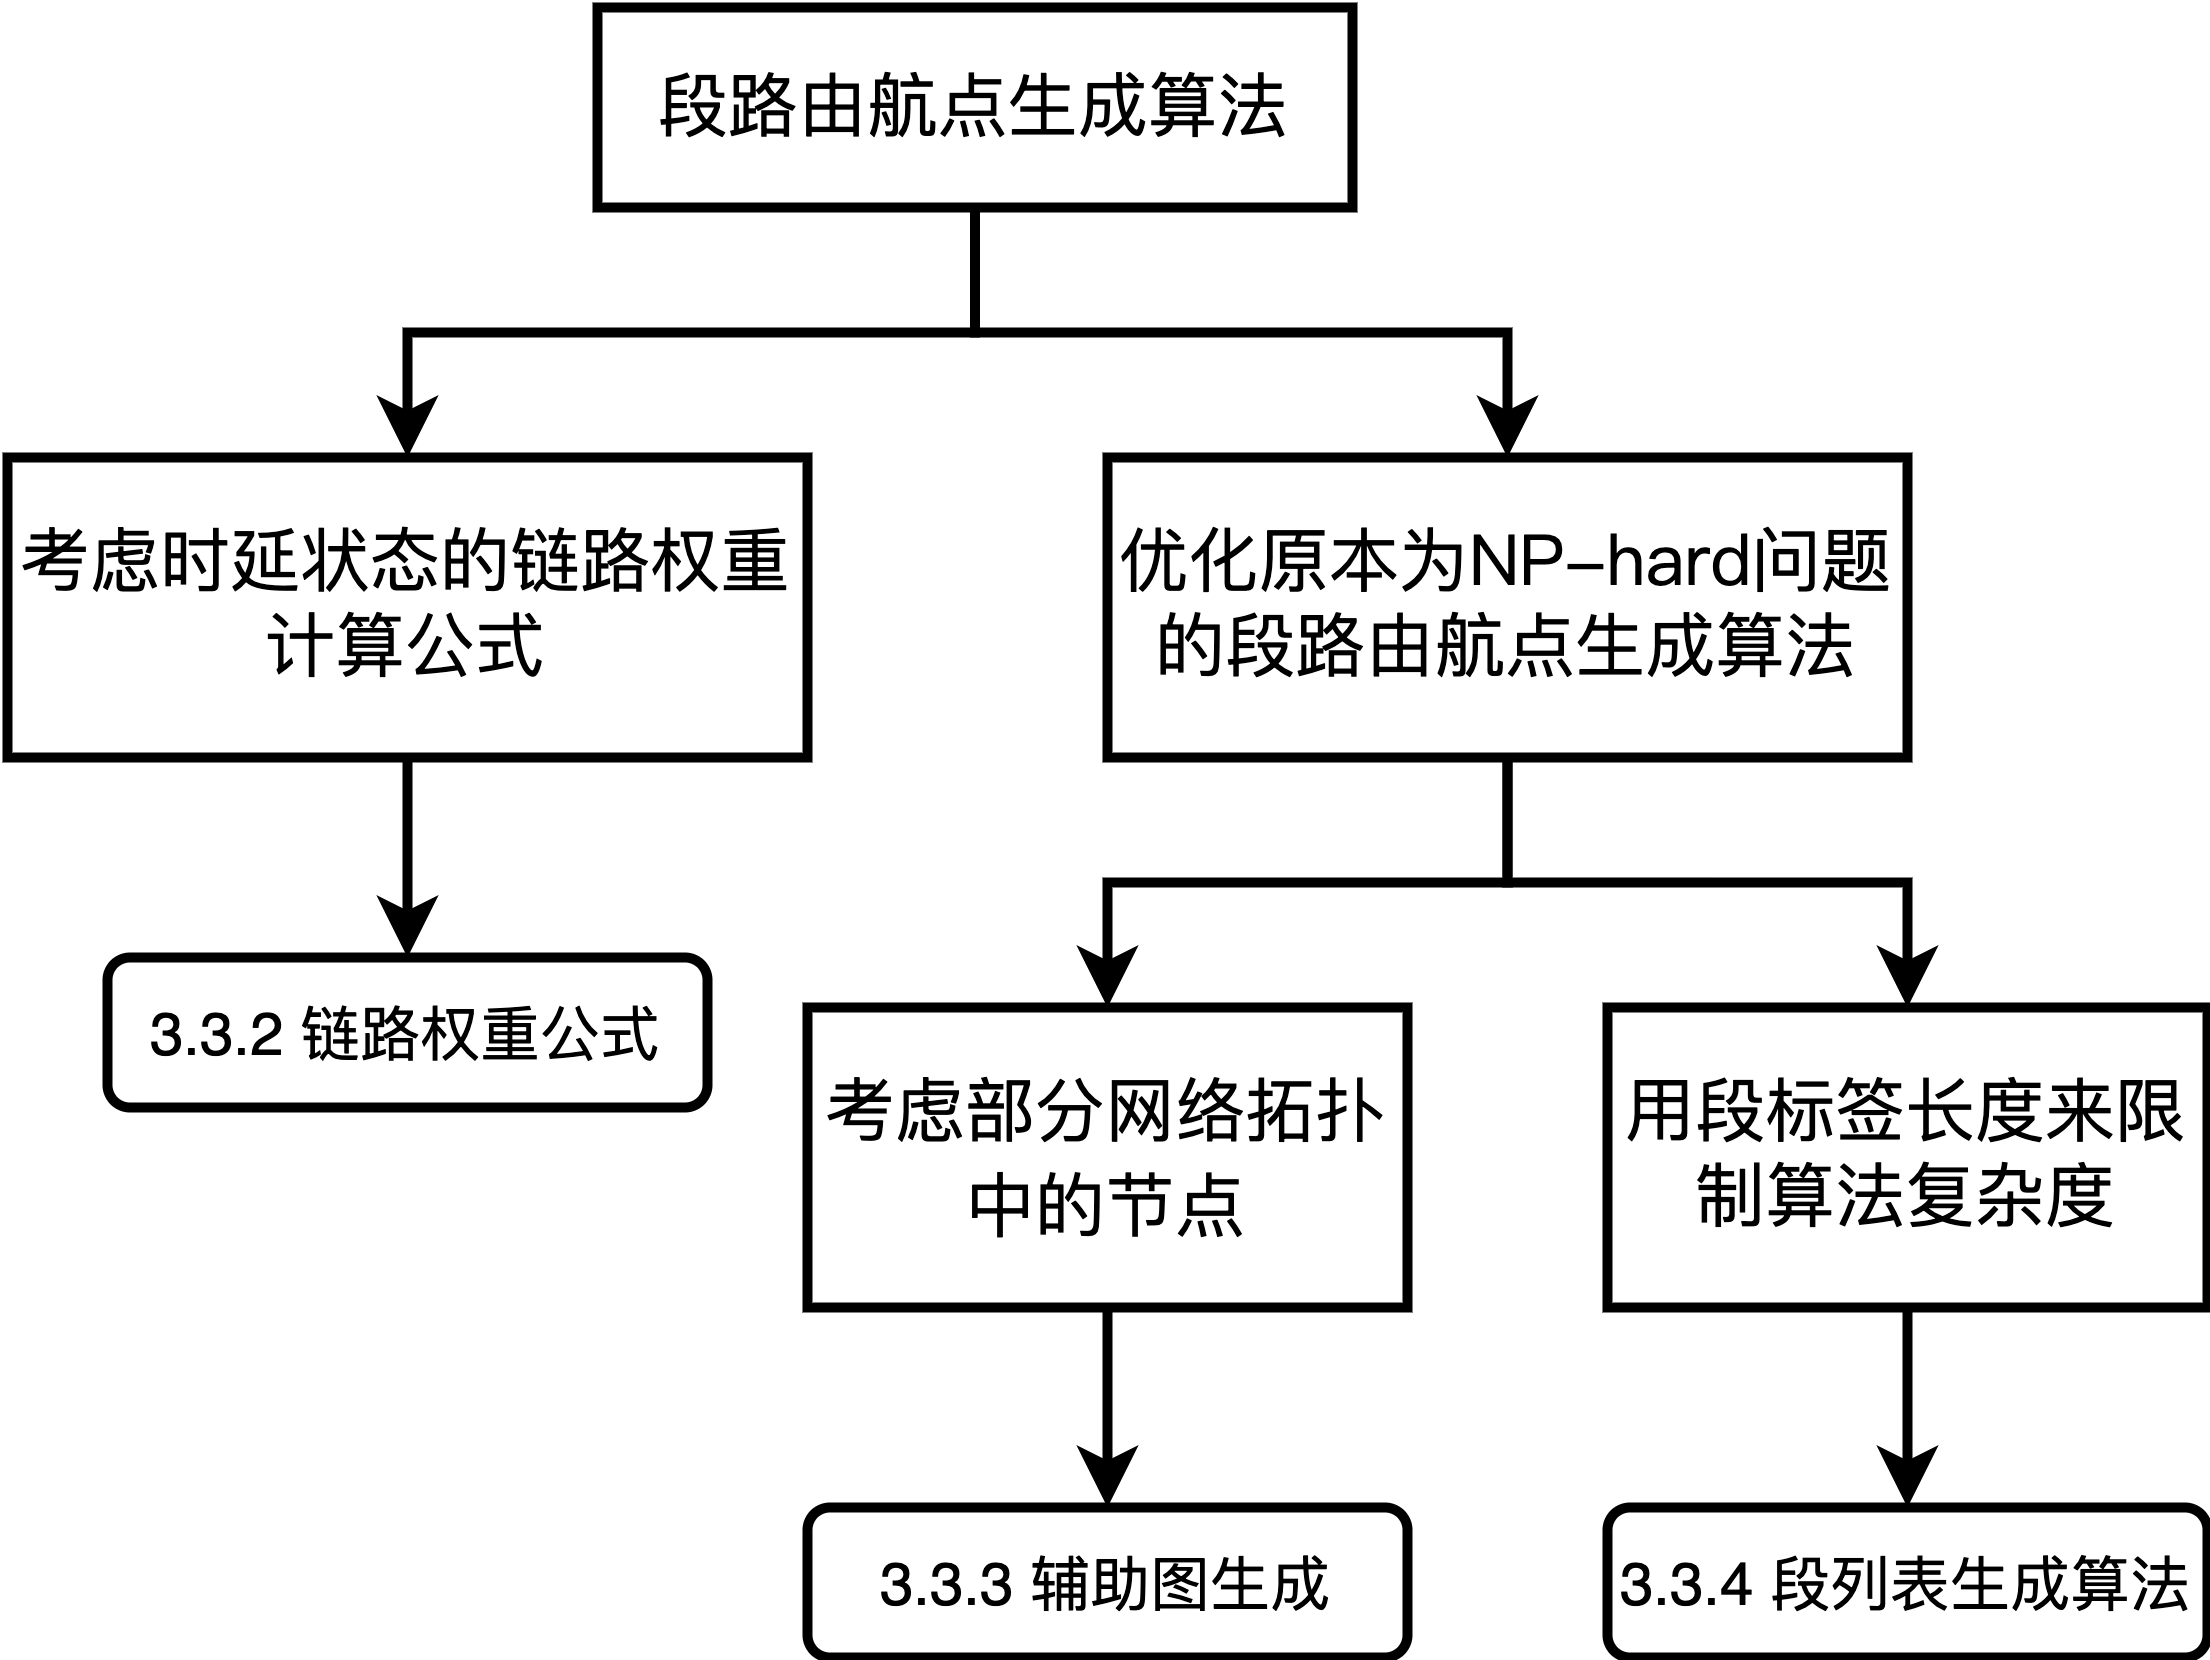 段路由航点生成算法
考虑时延状态的链路权重
计算公式
优化原本为NP-hard问题
的段路由航点生成算法
3.3.2 链路权重公式
考虑部分网络拓扑
中的节点
用段标签长度来限
制算法复杂度
3.3.3 辅助图生成
3.3.4 段列表生成算法